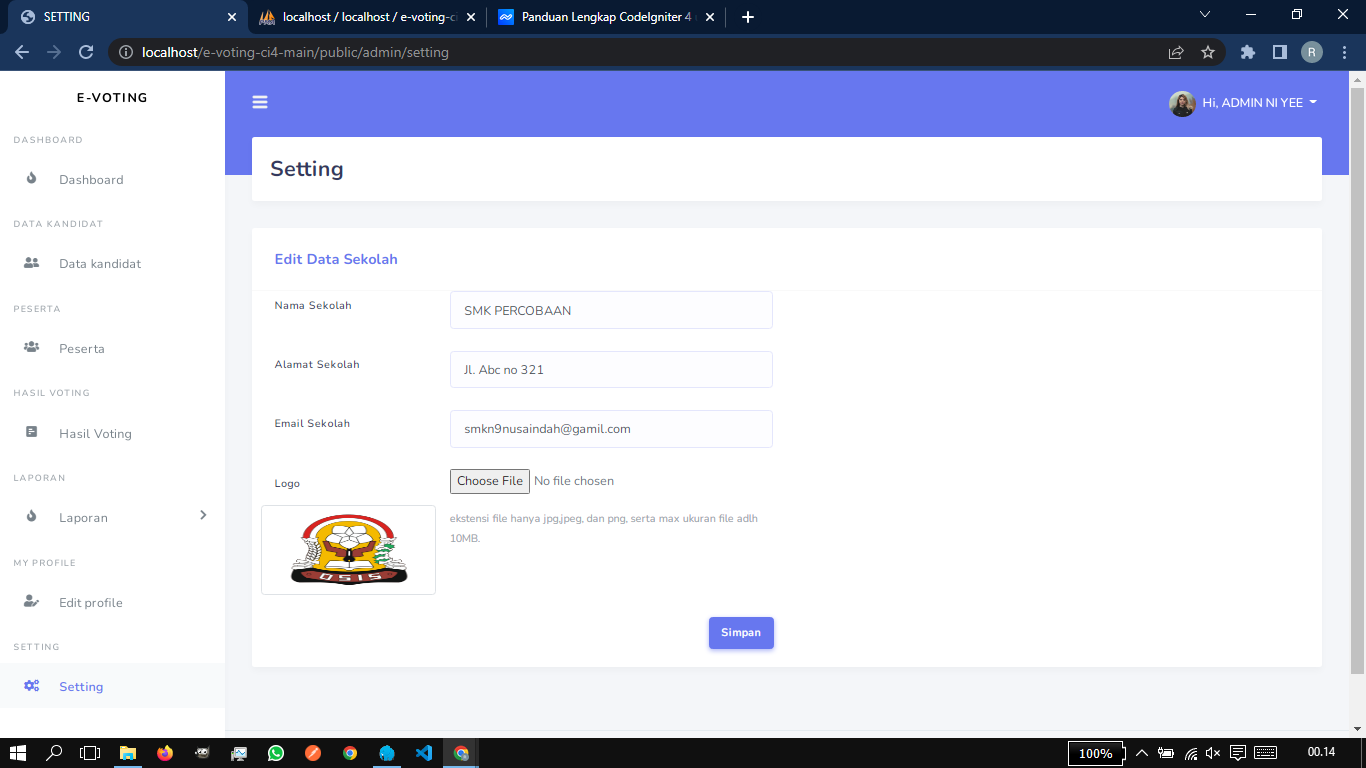 SETTING
localhost / localhost / e-voting-ci
Panduan Lengkap CodeIgniter 4
localhost/e-voting-ci4-main/public/admin/setting
R
E-VOTING
Hi, ADMIN NI YEE
DASHBOARD
Dashboard
DATA KANDIDAT
Data kandidat
PESERTA
Peserta
HASIL VOTING
Hasil Voting
LAPORAN
Laporan
MY PROFILE
Edit profile
SETTING
Setting
Setting
Edit Data Sekolah
Nama Sekolah
SMK PERCOBAAN
Alamat Sekolah
Jl. Abc no 321
Email Sekolah
smkn9nusaindah@gamil.com
Logo
Choose File No file chosen
ekstensi file hanya jpg,jpeg, dan png, serta max ukuran file adlh
10MB.
OSIS
Simpan
100%
00.14